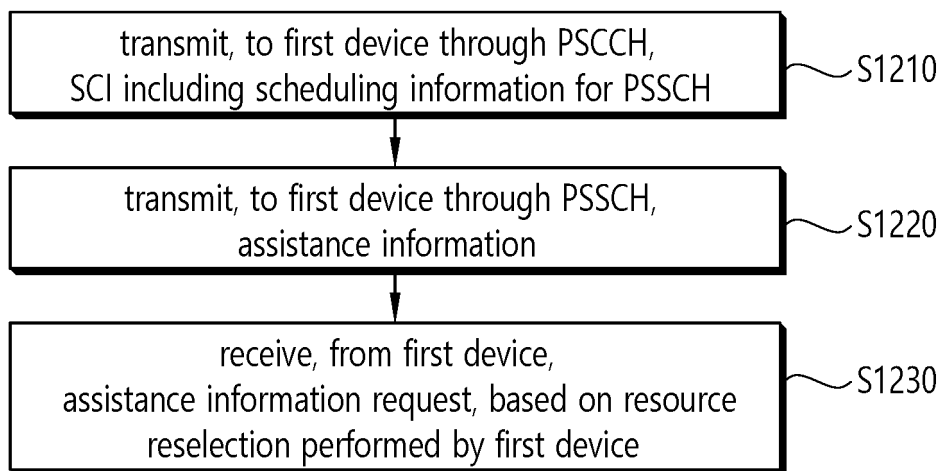 transmit, to first device through PSCCH,
SCI including scheduling information for PSSCH
S1210
transmit, to first device through PSSCH,
assistance information
S1220
receive, from first device,
assistance information request, based on resource
reselection performed by first device
S1230